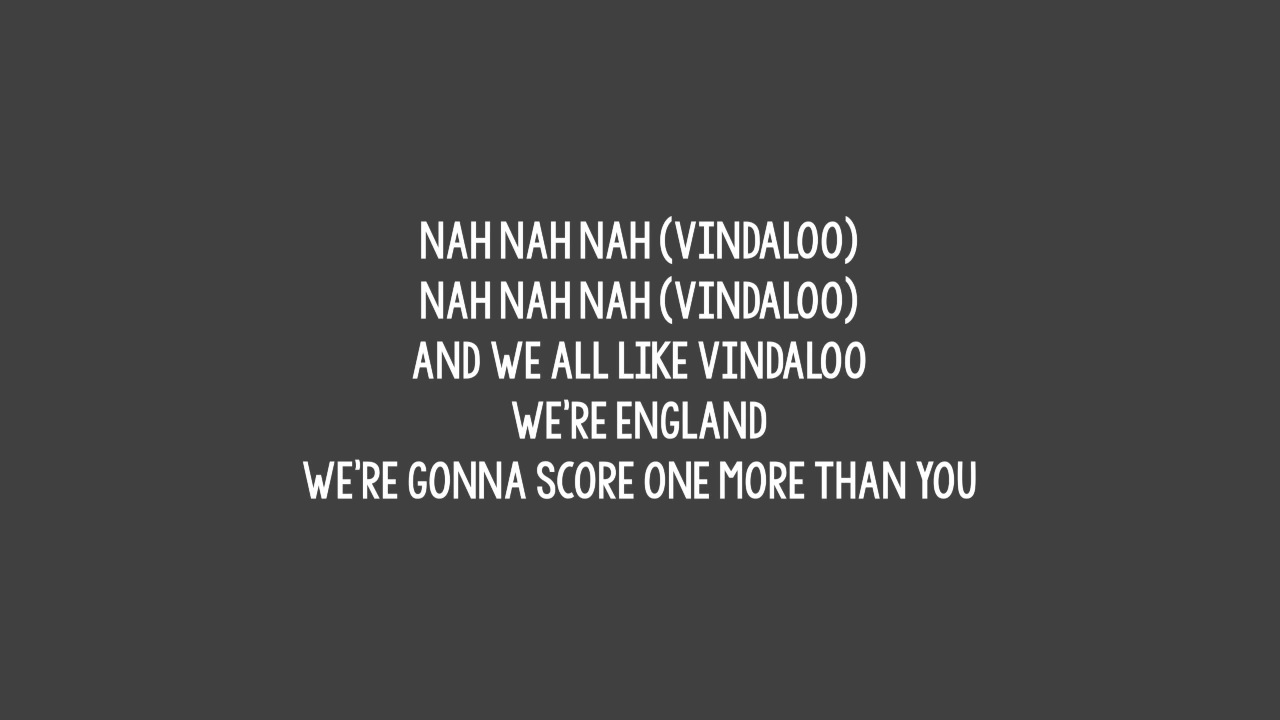 NAH NAH NAH (VINDALOO)
NAH NAH NAH (VINDALOO)
AND WE ALL LIKE VINDALOO
WE'RE ENGLAND
WE'RE GONNA SCORE ONE MORE THAN YOU